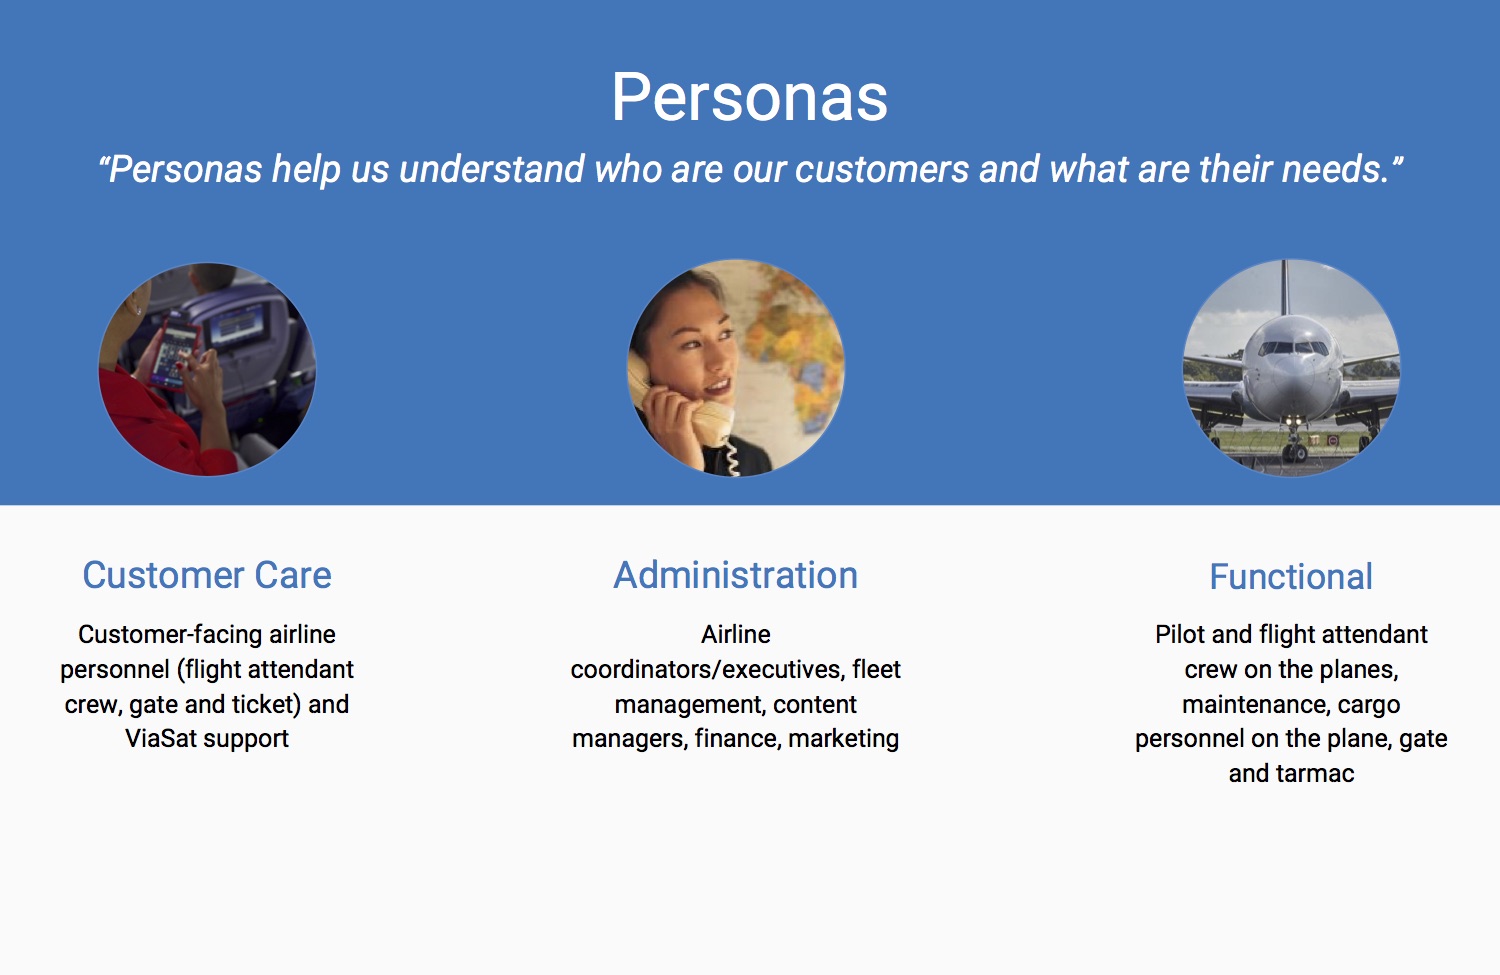 Personas
“Personas help us understand who are our customers and what are their needs.”
Customer Care
Customer-facing airline
personnel (flight attendant
crew, gate and ticket) and
ViaSat support
Administration
Airline
coordinators/executives, fleet
management, content
managers, finance, marketing
Functional
Pilot and flight attendant
crew on the planes,
maintenance, cargo
personnel on the plane, gate
and tarmac